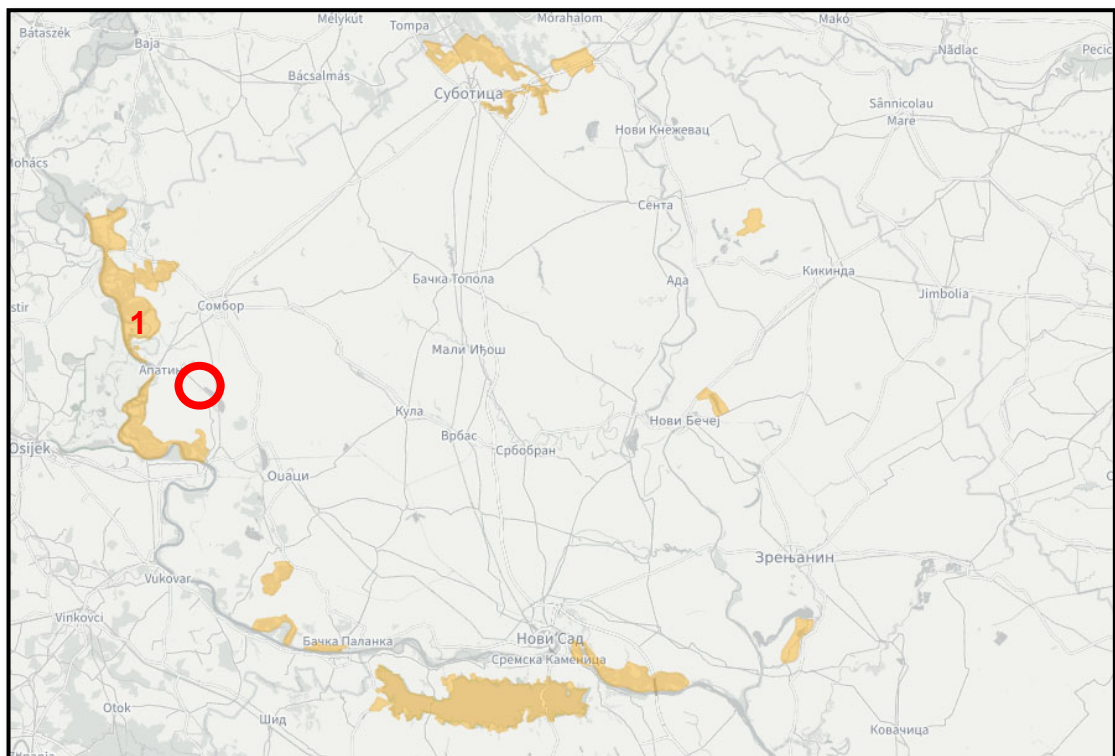 Mélykút
Mórahalom
Makó
Bátaszék
Tompa
Baja
Nădlac
Pecic
Bácsalmás
Суботица
Sânnicolau
Mare
Нови Кнежевац
Mohács
Сента
Бачка Топола
Ада
Кикинда
Jimbolia
Сомбор
1
Мали Иђош
Апатин
Кула
Врбас
Србобран
Нови Бечеј
Osijek
Оџаци
Зрењанин
Vukovar
Vinkovci
Бачка Паланка
Нови Сад
Сремска Каменица
Otok
Шид
Ковачица